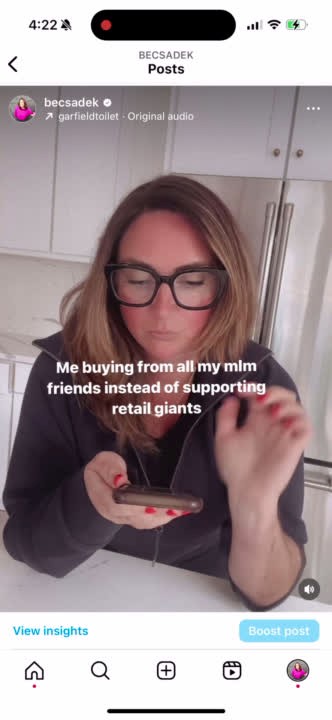 4:22
BECSADEK
Posts
becsadek
garfieldtoilet · Original audio
Me buying from all my mlm
friends instead of supporting
retail giants
View insights
Boost post